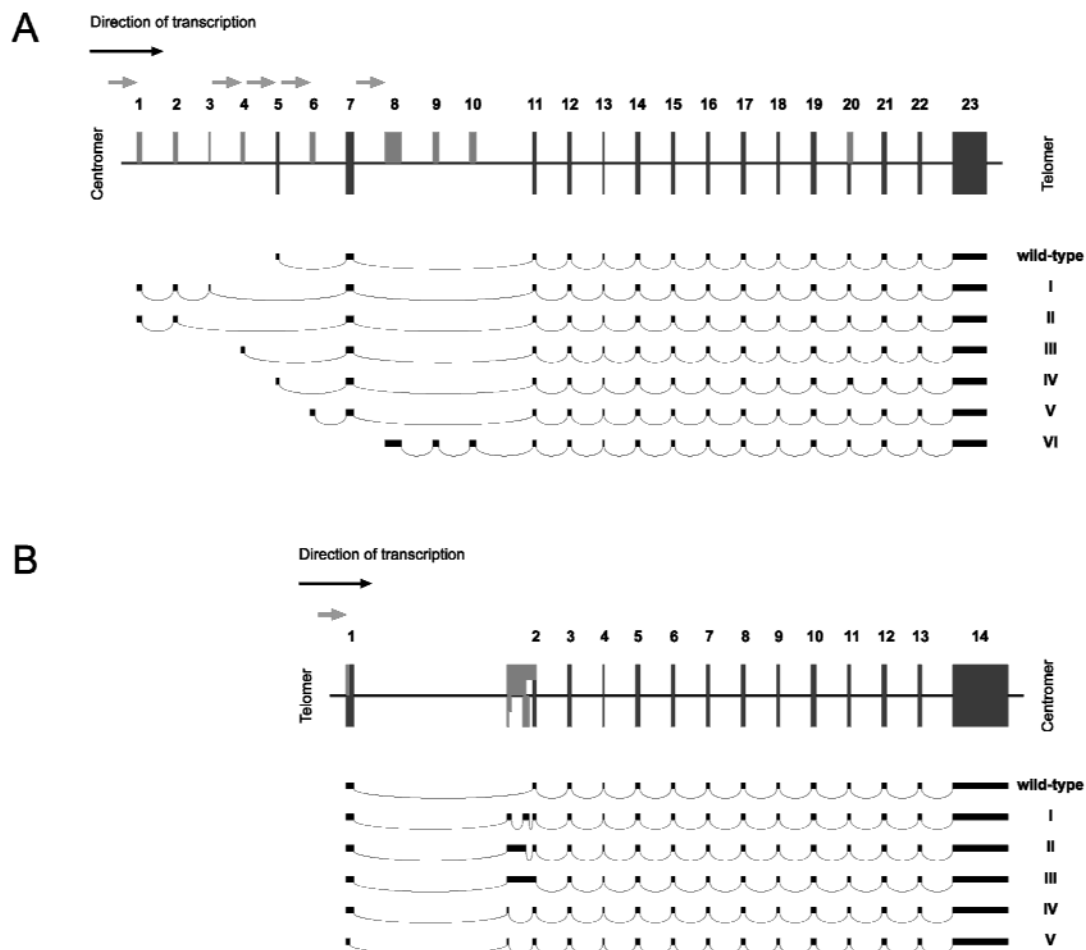 A
Direction of transcription
1 2 3 4 5 6 7 8 9 10 11 12 13 14 15 16 17 18 19 20 21 22 23
Centromer
Telomer
wild-type
I
II
III
IV
V
VI
B
Direction of transcription
1 2 3 4 5 6 7 8 9 10 11 12 13 14
Telomer
Centromer
wild-type
I
II
III
IV
V